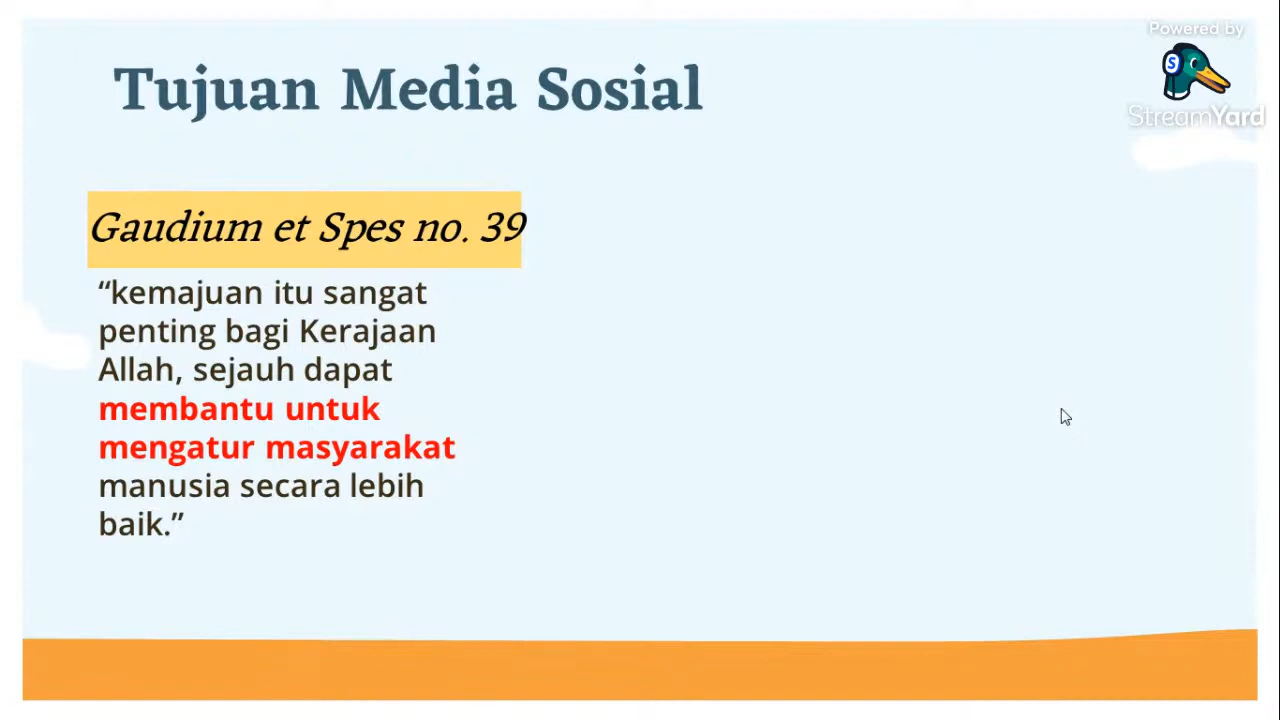 Powered by
StreamYard
Tujuan Media Sosial
Gaudium et Spes no. 39
“kemajuan itu sangat
penting bagi Kerajaan
Allah, sejauh dapat
membantu untuk
mengatur masyarakat
manusia secara lebih
baik.”